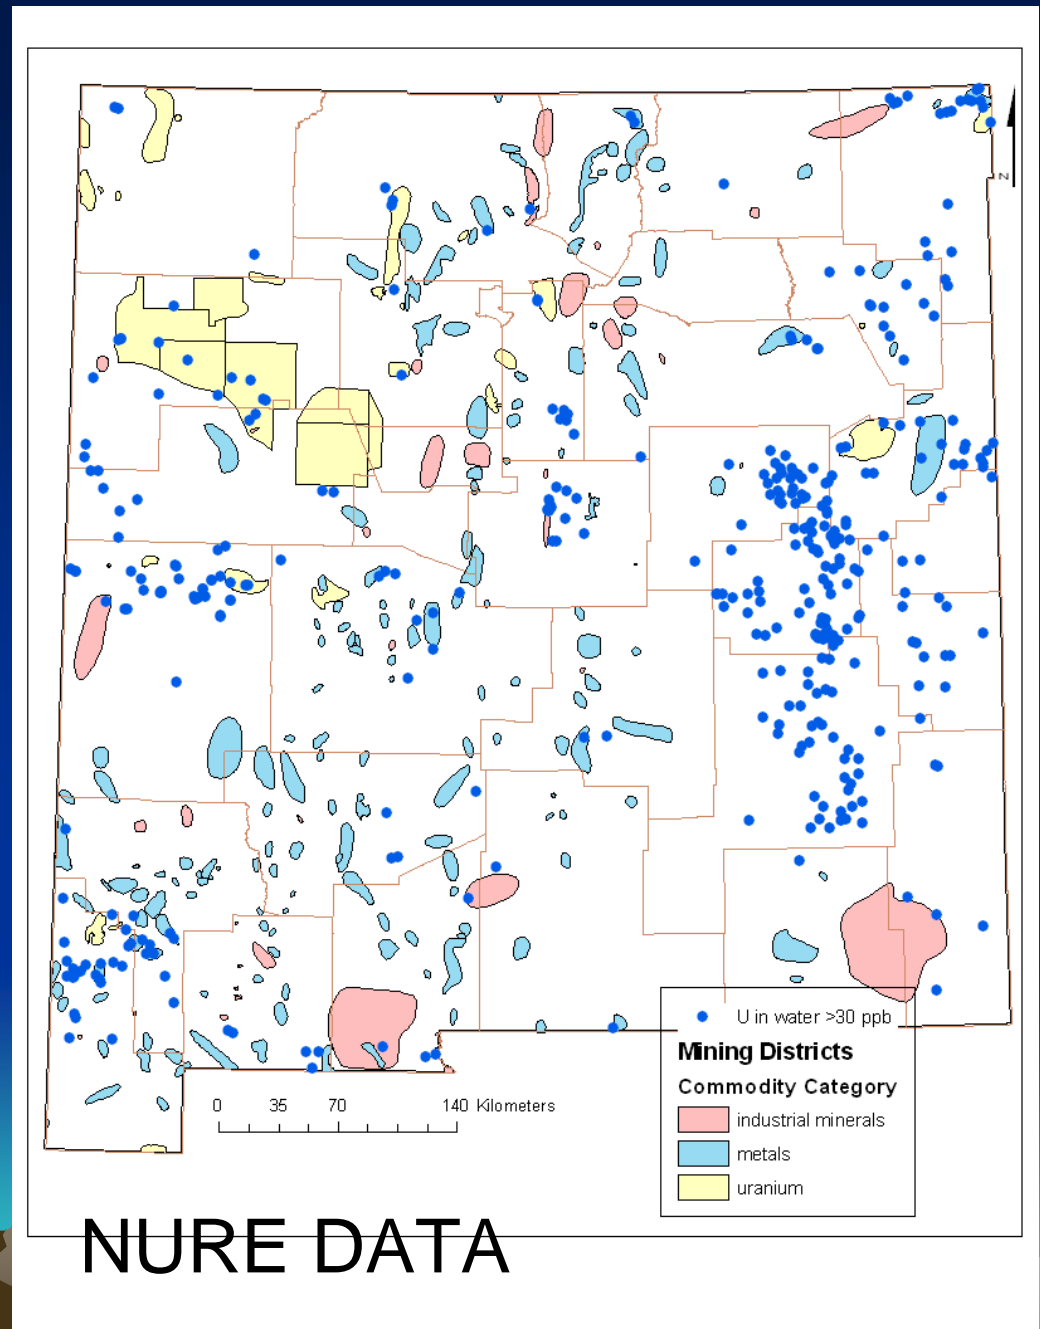 Z
U in water >30 ppb
Mining Districts
Commodity Category
industrial minerals
metals
uranium
0 35 70 140 Kilometers
NURE DATA